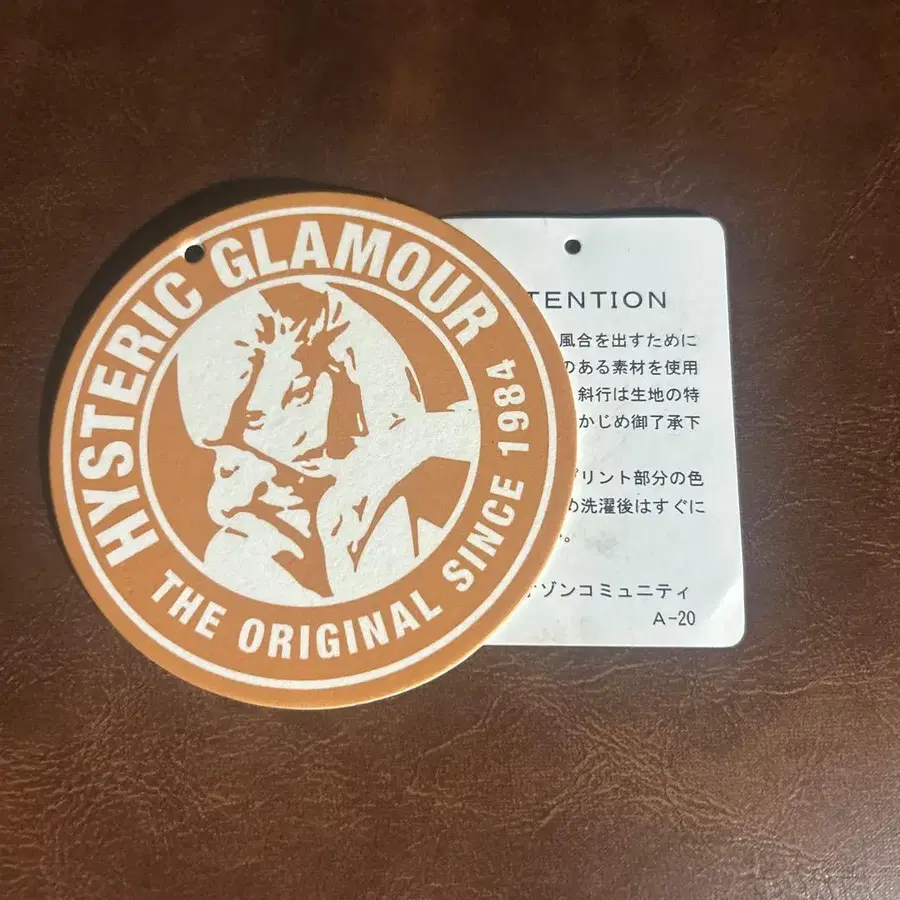 HYSTERIC GLAMOUR
THE ORIGINAL SINCE 1984
TENTION
風合を出すために
のある素材を使用
斜行は生地の特
かじめ御了承下
プリント部分の色
め洗濯後はすぐに
。
ゾンコミュニティ
A-20